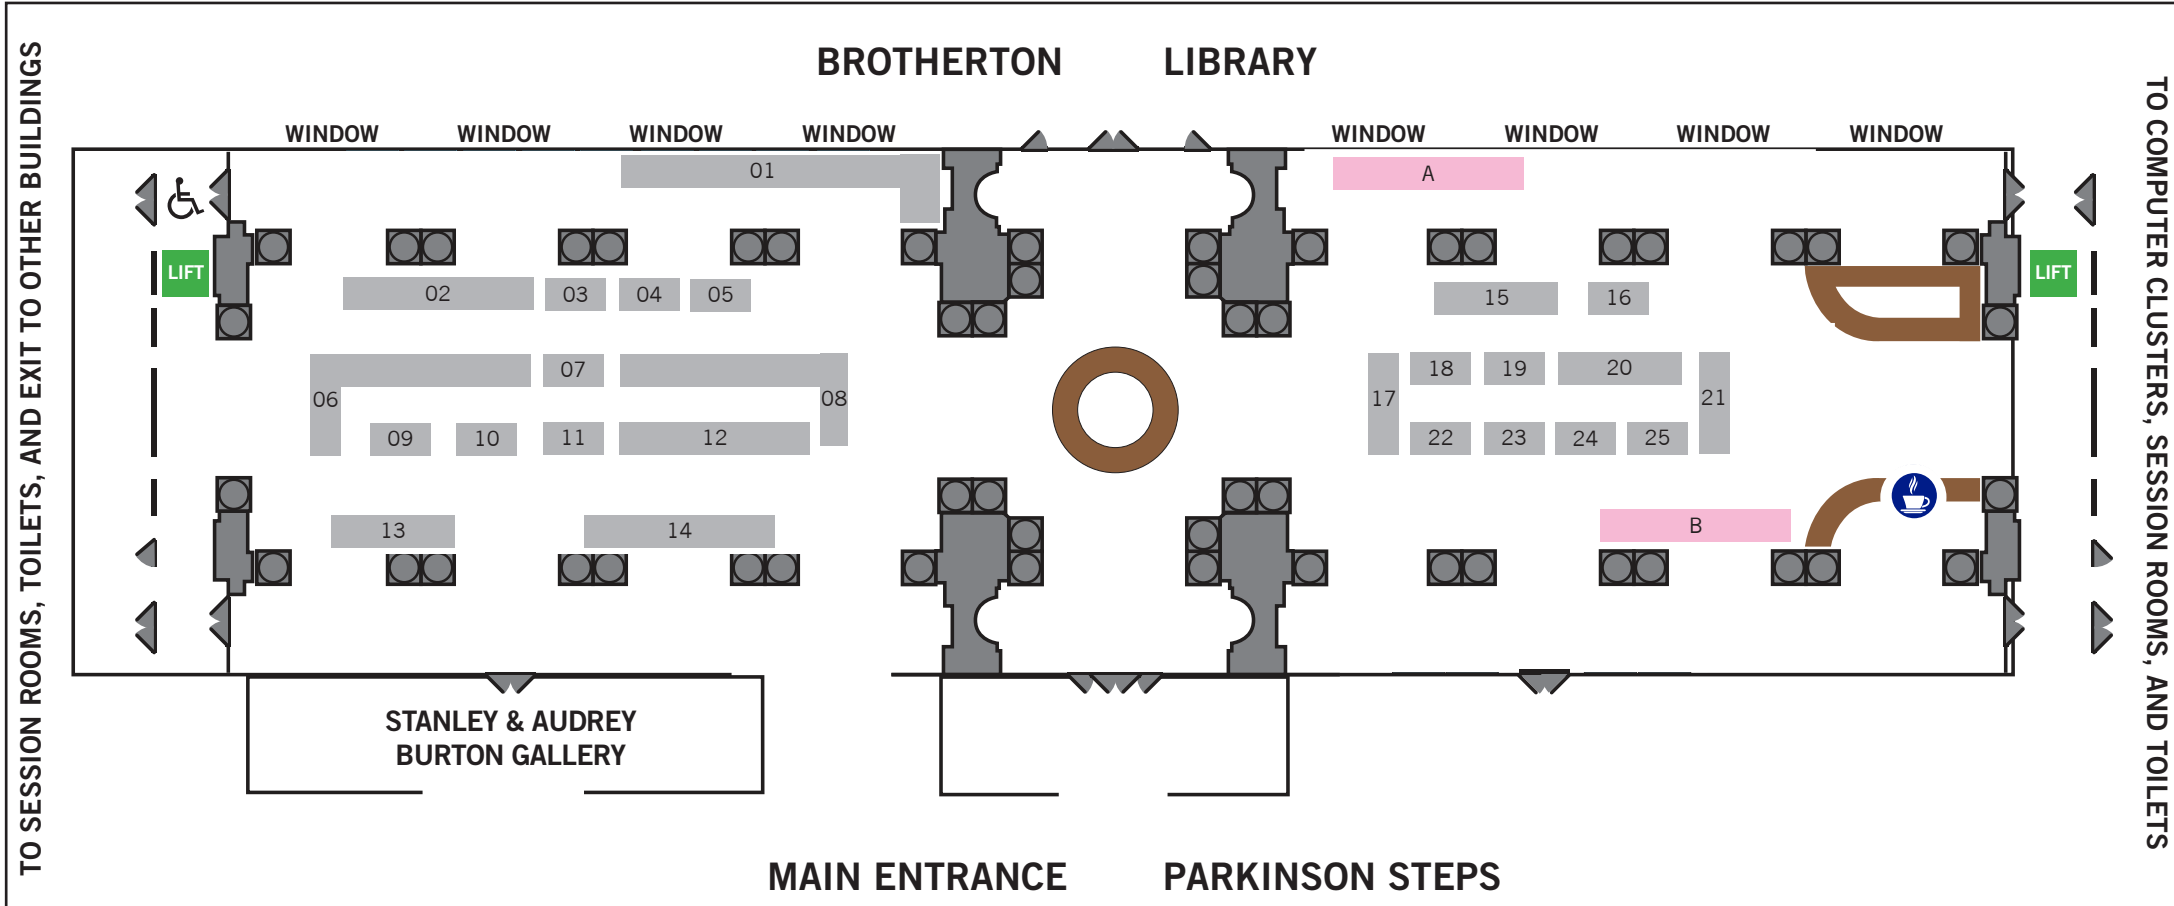 BROTHERTON LIBRARY
WINDOW WINDOW WINDOW WINDOW WINDOW WINDOW WINDOW WINDOW
TO SESSION ROOMS, TOILETS, AND EXIT TO OTHER BUILDINGS
TO COMPUTER CLUSTERS, SESSION ROOMS, AND TOILETS
01 A
LIFT LIFT
02 03 04 05 15 16
07 18 19 20
06 08 17 21
09 10 11 12 22 23 24 25
13 14 B
STANLEY & AUDREY
BURTON GALLERY
MAIN ENTRANCE PARKINSON STEPS